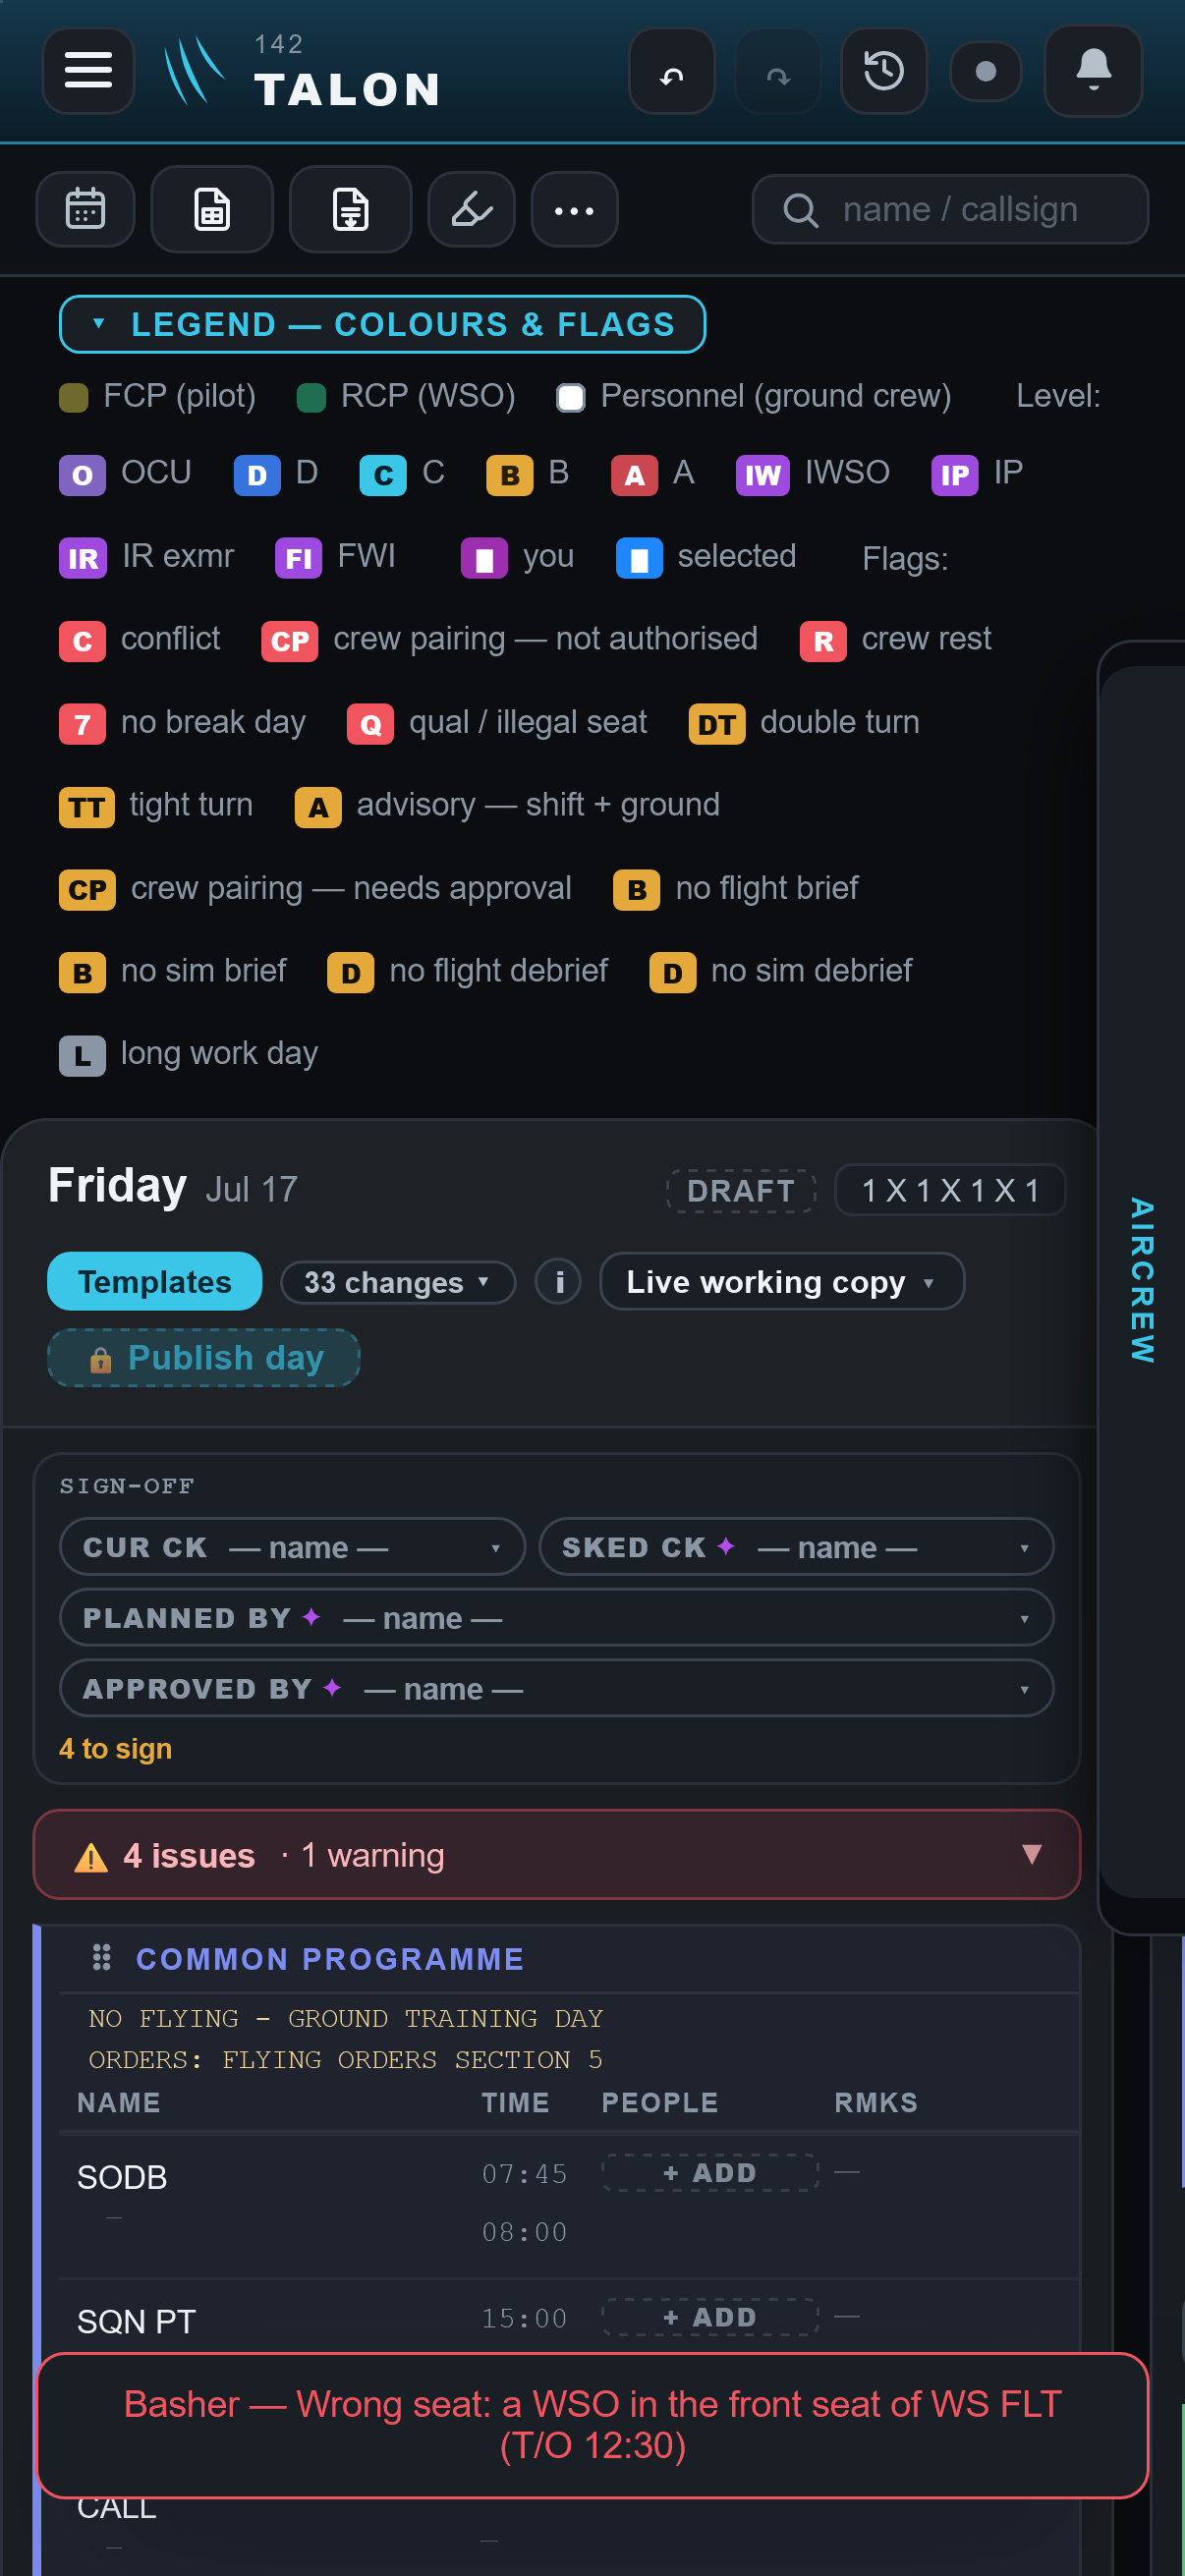 142
TALON
name / callsign
▼ LEGEND — COLOURS & FLAGS
FCP (pilot) RCP (WSO) Personnel (ground crew) Level:
O OCU D D C C B B A A IW IWSO IP IP
IR IR exmr FI FWI you selected Flags:
C conflict CP crew pairing — not authorised R crew rest
7 no break day Q qual / illegal seat DT double turn
TT tight turn A advisory — shift + ground
CP crew pairing — needs approval B no flight brief
B no sim brief D no flight debrief D no sim debrief
L long work day
AIRCREW
Friday Jul 17 DRAFT 1 X 1 X 1 X 1
Templates 33 changes ▼ i Live working copy ▼
Publish day
SIGN-OFF
CUR CK — name — ▼ SKED CK ✦ — name — ▼
PLANNED BY ✦ — name — ▼
APPROVED BY ✦ — name — ▼
4 to sign
4 issues · 1 warning ▼
COMMON PROGRAMME
NO FLYING - GROUND TRAINING DAY
ORDERS: FLYING ORDERS SECTION 5
NAME TIME PEOPLE RMKS
SODB 07:45 + ADD —
— 08:00
SQN PT 15:00 + ADD —
Basher — Wrong seat: a WSO in the front seat of WS FLT
(T/O 12:30)
CALL
— —